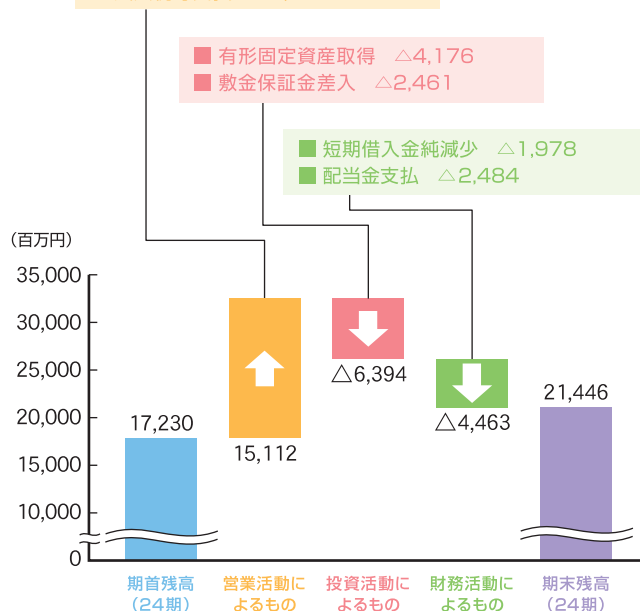 有形固定資産取得 △4,176
敷金保証金差入 △2,461
短期借入金純減少 △1,978
配当金支払 △2,484
（百万円）
35,000
30,000
25,000
20,000
15,000
10,000
0
17,230
15,112
△6,394
△4,463
21,446
期首残高
（24期）
営業活動に
よるもの
投資活動に
よるもの
財務活動に
よるもの
期末残高
（24期）